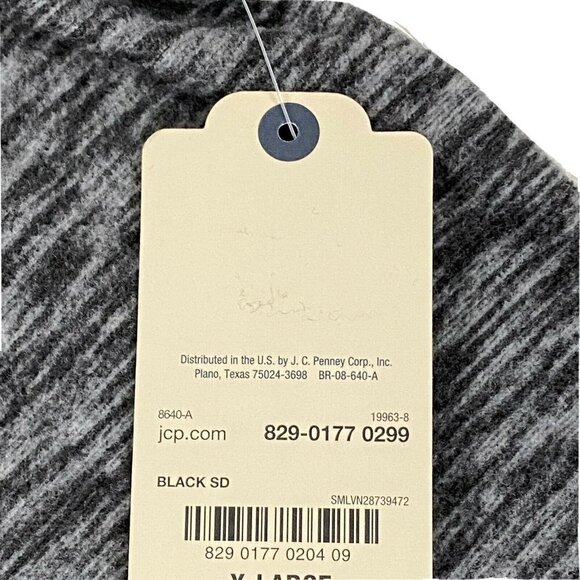 Distributed in the U.S. by J. C. Penney Corp., Inc.
Plano, Texas 75024-3698 BR-08-640-A
8640-A 19963-8
jcp.com 829-0177 0299
BLACK SD
SMLVN28739472
829 0177 0204 09
X-LARGE